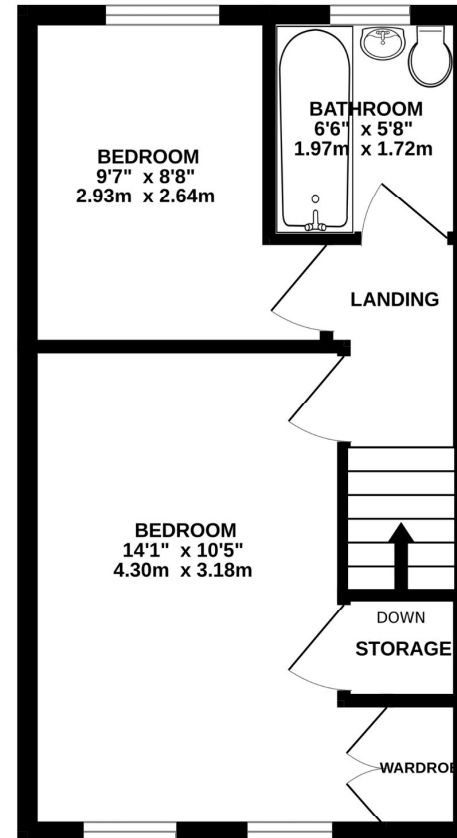 BATHROOM
6'6" x 5'8"
1.97m x 1.72m
BEDROOM
9'7" x 8'8"
2.93m x 2.64m
LANDING
BEDROOM
14'1" x 10'5"
4.30m x 3.18m
DOWN
STORAGE
WARDROB